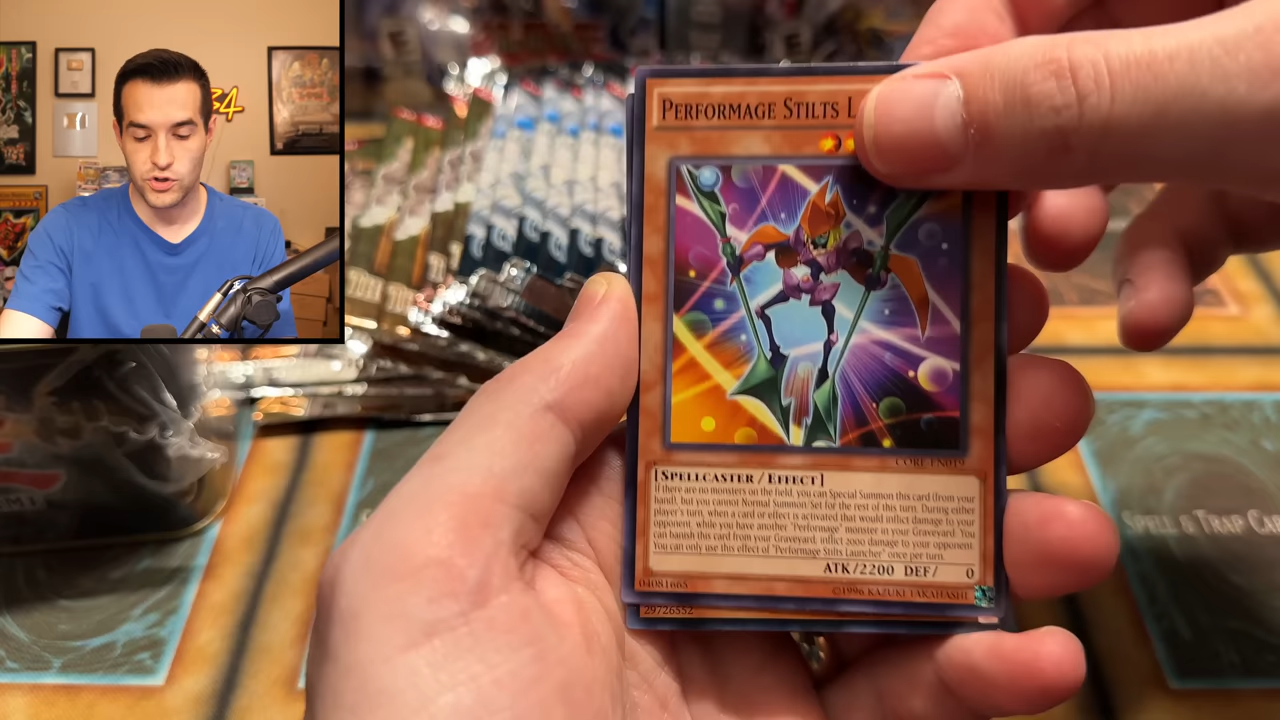 34
PERFORMAGE STILTS L
CORE-EN019
[SPELLCASTER / EFFECT]
If there are no monsters on the field, you can Special Summon this card (from your
hand), but you cannot Normal Summon/Set for the rest of this turn. During either
player's turn, when a card or effect is activated that would inflict damage to your
opponent, while you have another "Performage" monster in your Graveyard: You
can banish this card from your Graveyard; inflict 2000 damage to your opponent.
You can only use this effect of "Performage Stilts Launcher" once per turn.
ATK/2200 DEF/ 0
04081665
©1996 KAZUKI TAKAHASHI
29726552
SPELL & TRAP CA